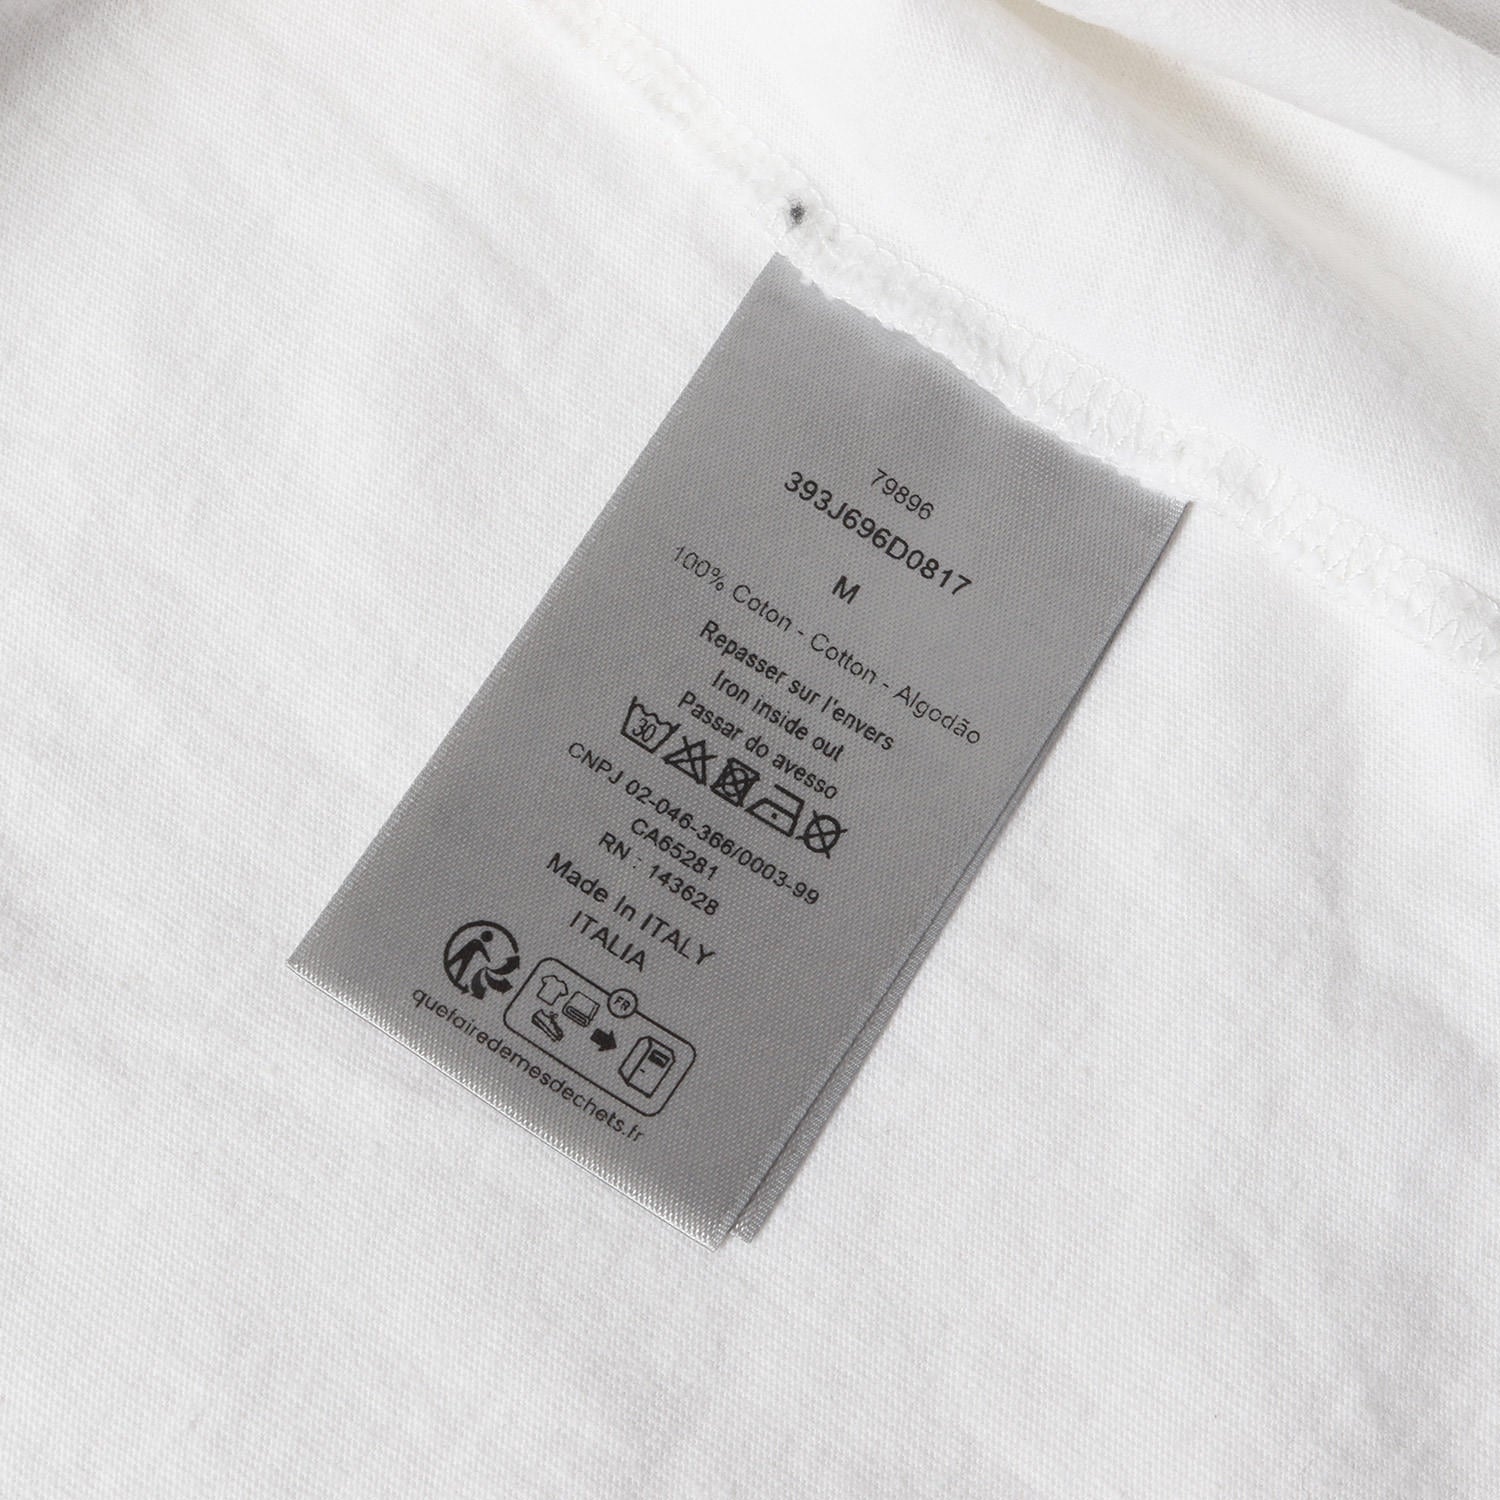 79896
393J696D0817
M
100% Coton - Cotton - Algodão
Repasser sur l'envers
Iron inside out
Passar do avesso
30
CNPJ 02-046-366/0003-99
CA65281
RN : 143628
Made In ITALY
ITALIA
FR
quefairedemesdechets.fr